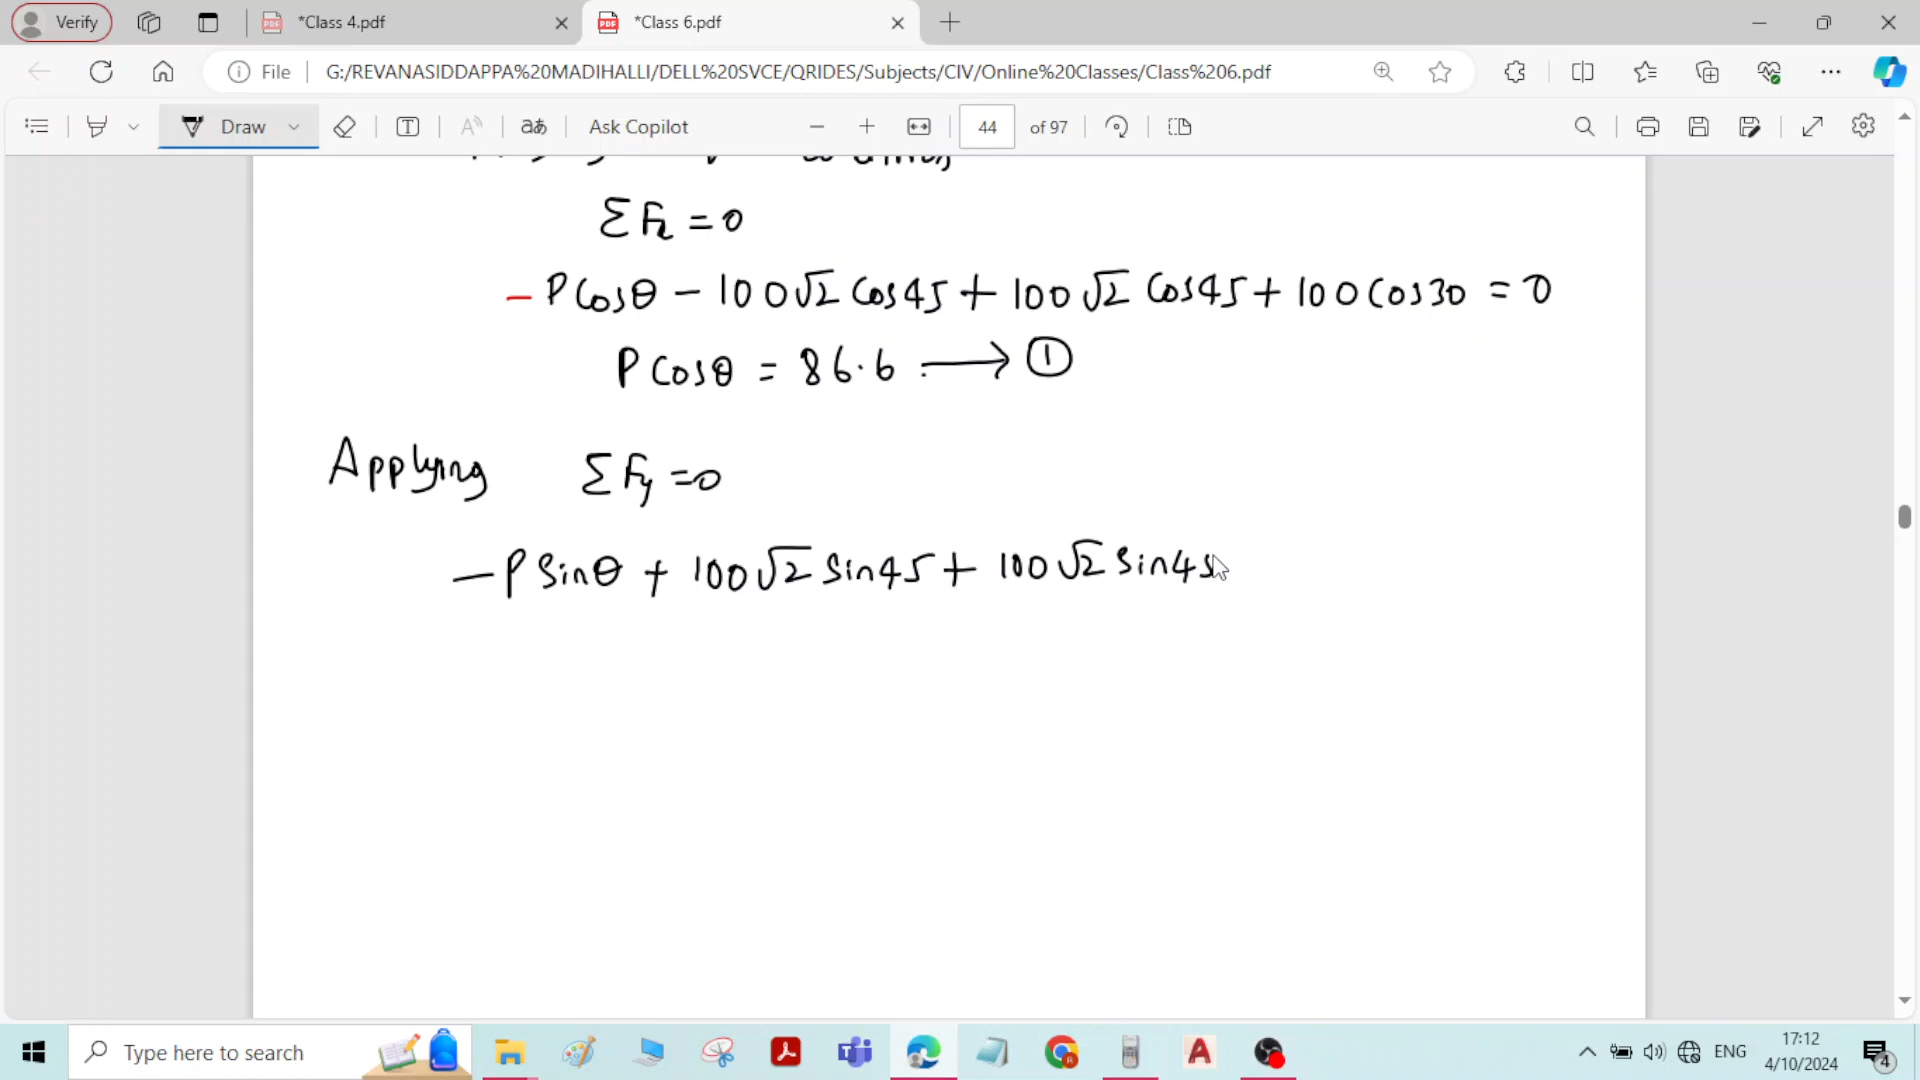 Verify
*Class 4.pdf
*Class 6.pdf
File
G:/REVANASIDDAPPA%20MADIHALLI/DELL%20SVCE/QRIDES/Subjects/CIV/Online%20Classes/Class%206.pdf
Draw
Ask Copilot
44 of 97
ΣFx = 0
- P Cosθ - 100√2 Cos45 + 100√2 Cos45 + 100 Cos30 = 0
P Cosθ = 86.6 → ①
Applying ΣFy = 0
- P Sinθ + 100√2 Sin45 + 100√2 Sin45
Type here to search
ENG
17:12
4/10/2024
4